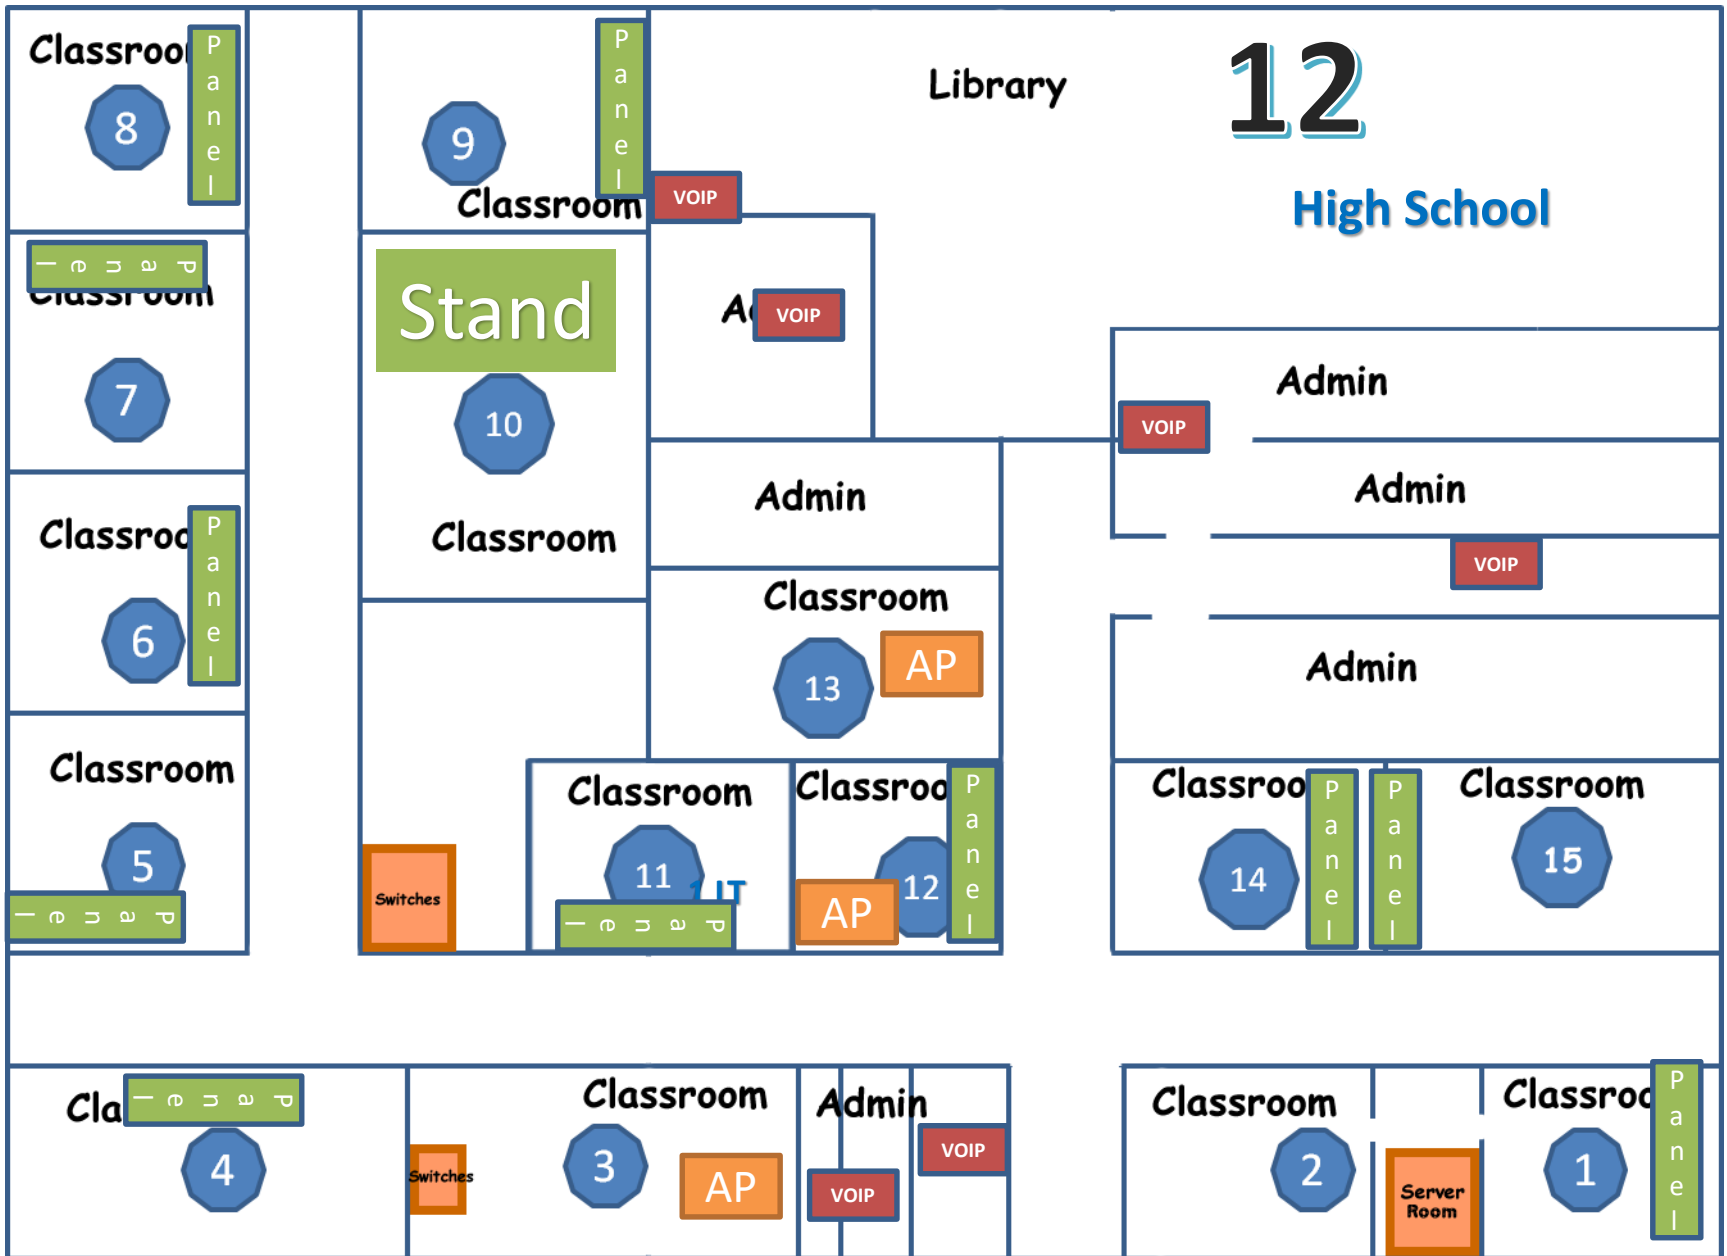 Classroo
Panel
8
9
Panel
Classroom
Library
12
High School
VOIP
Panel
Classroom
7
Stand
10
Classroom
A
VOIP
Admin
VOIP
Admin
Admin
VOIP
Admin
Classroo
Panel
6
Classroom
13
AP
Classroom
5
Panel
Switches
Classroom
11
1 IT
Panel
Classroo
Panel
12
AP
Classroo
Panel
14
Panel
Classroom
15
Cla
Panel
4
Switches
Classroom
3
AP
Admin
VOIP
VOIP
Classroom
2
Server
Room
Classroo
Panel
1